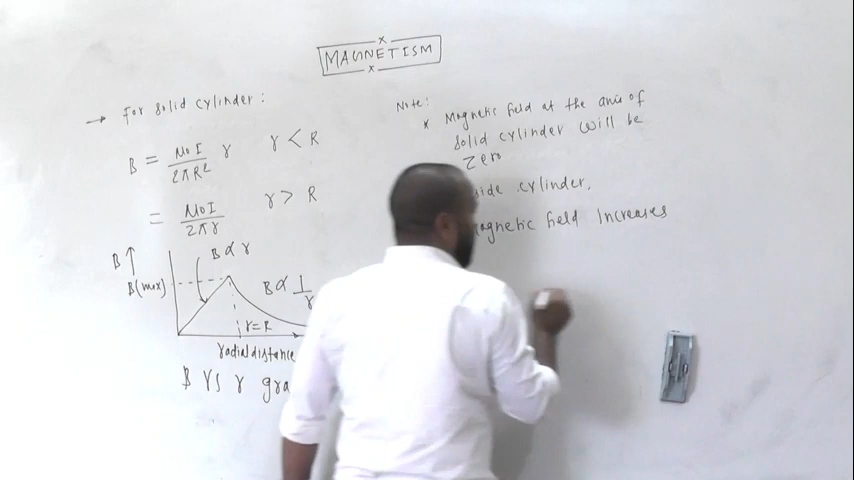 MAGNETISM
→ For solid cylinder:
B = μ₀I/2πR² r r < R
= μ₀I/2πr r > R
B↑
B ∝ r
B(max)
B ∝ 1/r
r=R
radial distance
B VS r gra
Note:
* Magnetic field at the axis of
solid cylinder will be
Zero
side cylinder,
magnetic field Increases